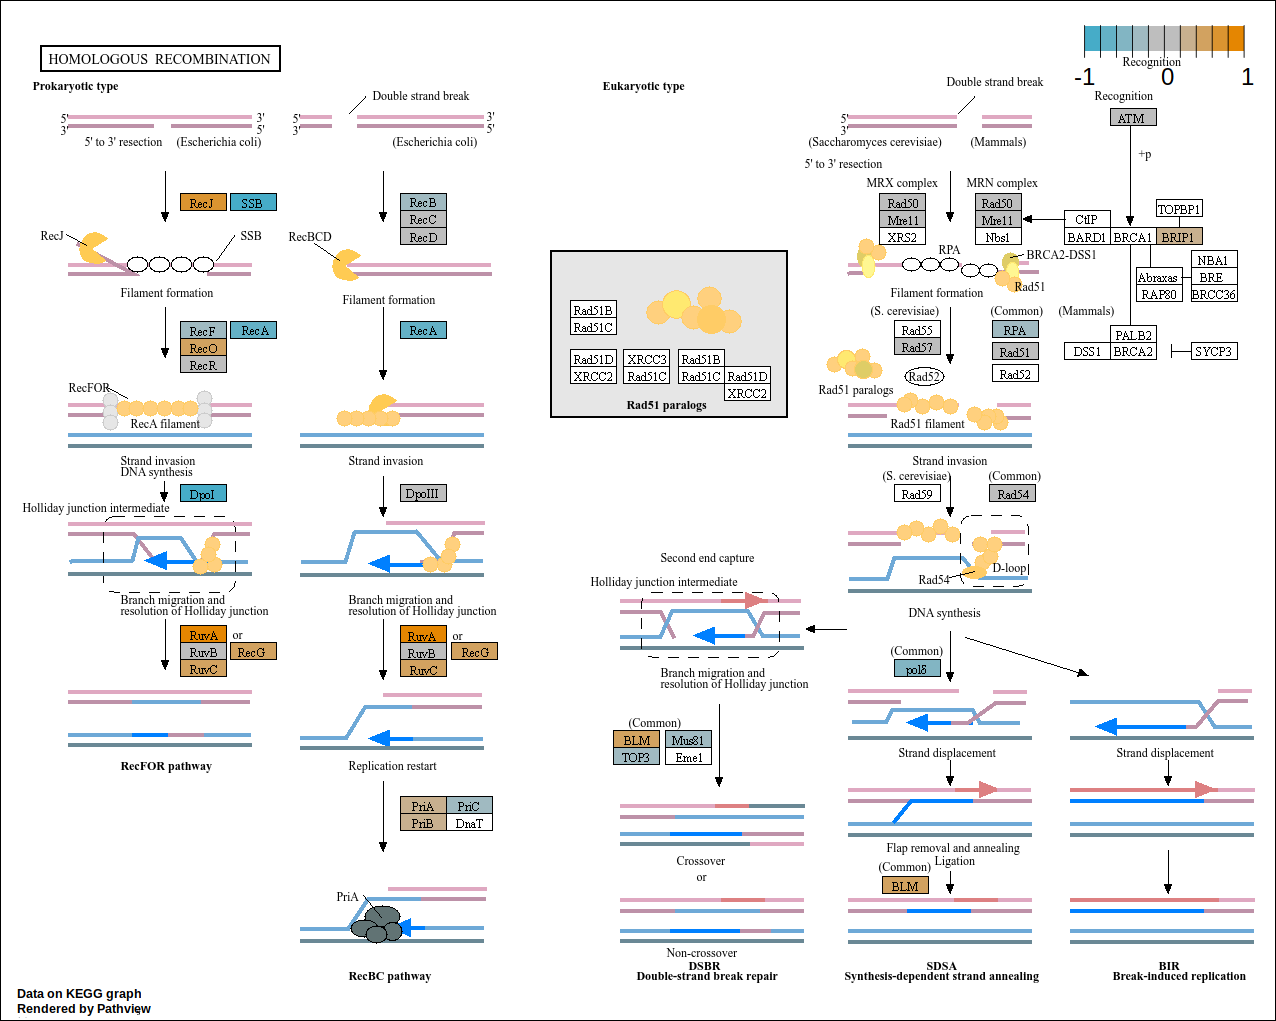 HOMOLOGOUS RECOMBINATION
Prokaryotic type
Eukaryotic type
Recognition
-1 0 1
Double strand break
Double strand break
Recognition
5' 3'
3' 5'
5' to 3' resection (Escherichia coli)
5' 3'
3' 5'
(Escherichia coli)
5'
3'
(Saccharomyces cerevisiae) (Mammals)
5' to 3' resection
ATM
+p
RecJ SSB
RecJ
SSB
Filament formation
RecF RecA
RecO
RecR
RecFOR
RecA filament
Strand invasion
DNA synthesis
DpoI
Holliday junction intermediate
Branch migration and
resolution of Holliday junction
RuvA or
RuvB RecG
RuvC
RecFOR pathway
RecB
RecC
RecD
RecBCD
Filament formation
RecA
Strand invasion
DpoIII
Branch migration and
resolution of Holliday junction
RuvA or
RuvB RecG
RuvC
Replication restart
PriA PriC
PriB DnaT
PriA
RecBC pathway
Rad51B
Rad51C
Rad51D XRCC3 Rad51B
XRCC2 Rad51C Rad51C Rad51D
XRCC2
Rad51 paralogs
MRX complex MRN complex
Rad50 Rad50
Mre11 Mre11
XRS2 Nbs1
CtIP
TOPBP1
BARD1 BRCA1 BRIP1
RPA
BRCA2-DSS1
Rad51
Abraxas
RAP80
NBA1
BRE
BRCC36
Filament formation
(S. cerevisiae) (Common) (Mammals)
Rad55 RPA
Rad57 Rad51
Rad52 Rad52
PALB2
DSS1 BRCA2 SYCP3
Rad51 paralogs
Rad51 filament
Strand invasion
(S. cerevisiae) (Common)
Rad59 Rad54
D-loop
Rad54
DNA synthesis
Second end capture
Holliday junction intermediate
Branch migration and
resolution of Holliday junction
(Common)
BLM Mus81
TOP3 Eme1
Crossover
or
Non-crossover
DSBR
Double-strand break repair
(Common)
polδ
Strand displacement
Flap removal and annealing
Ligation
(Common)
BLM
SDSA
Synthesis-dependent strand annealing
Strand displacement
BIR
Break-induced replication
Data on KEGG graph
Rendered by Pathview